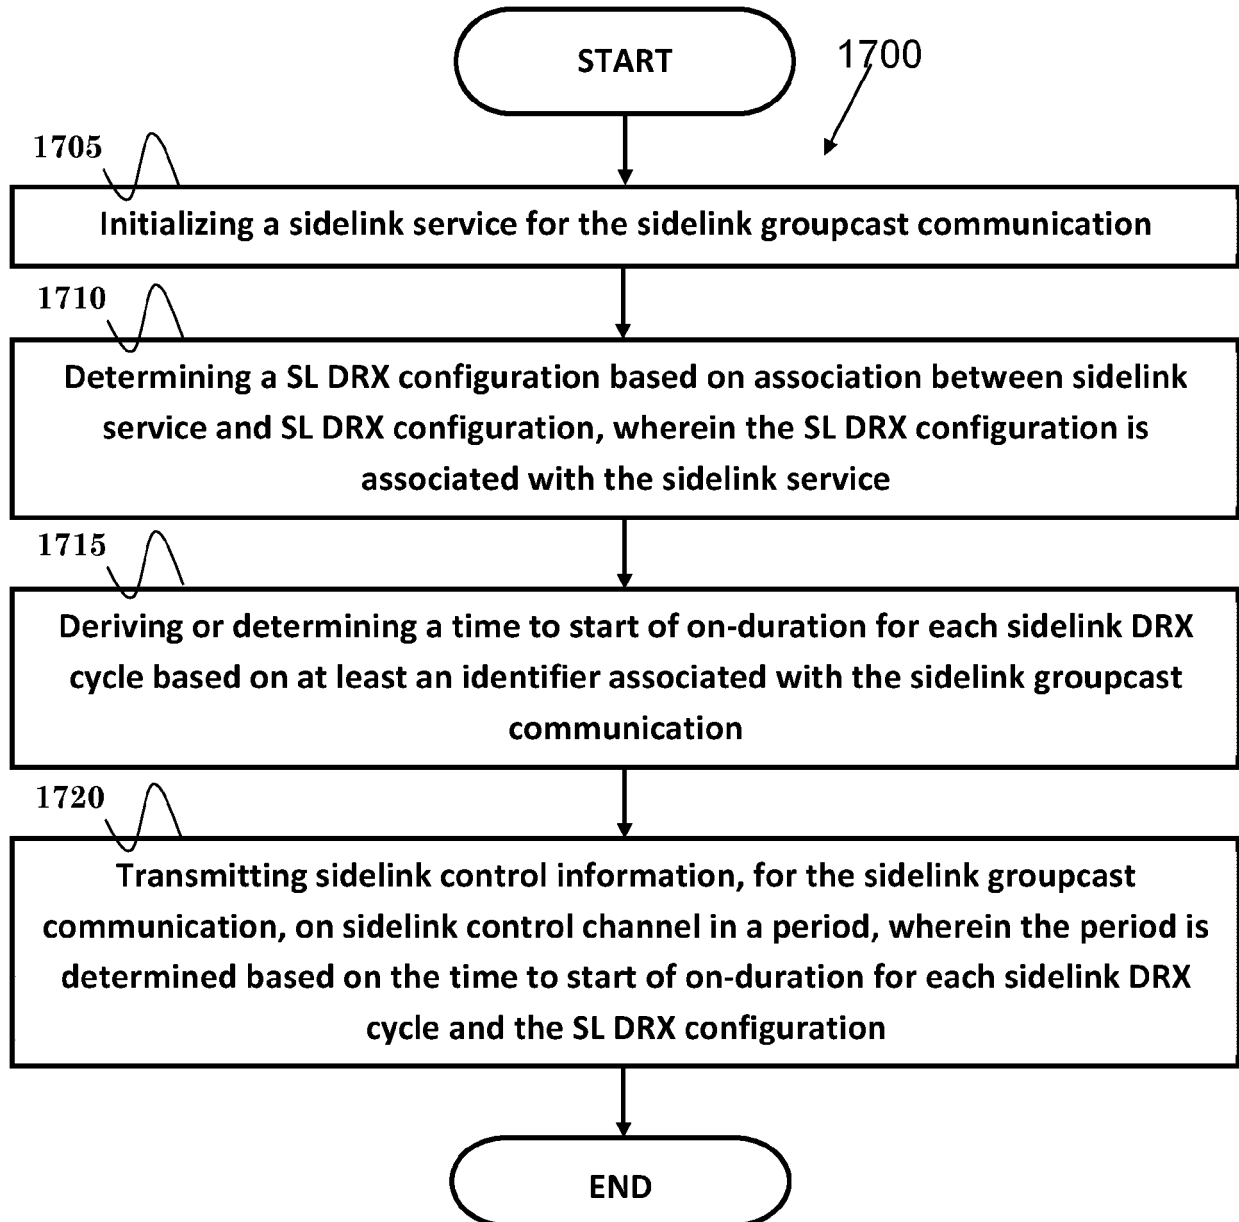 START
1700
1705
Initializing a sidelink service for the sidelink groupcast communication
1710
Determining a SL DRX configuration based on association between sidelink
service and SL DRX configuration, wherein the SL DRX configuration is
associated with the sidelink service
1715
Deriving or determining a time to start of on-duration for each sidelink DRX
cycle based on at least an identifier associated with the sidelink groupcast
communication
1720
Transmitting sidelink control information, for the sidelink groupcast
communication, on sidelink control channel in a period, wherein the period is
determined based on the time to start of on-duration for each sidelink DRX
cycle and the SL DRX configuration
END